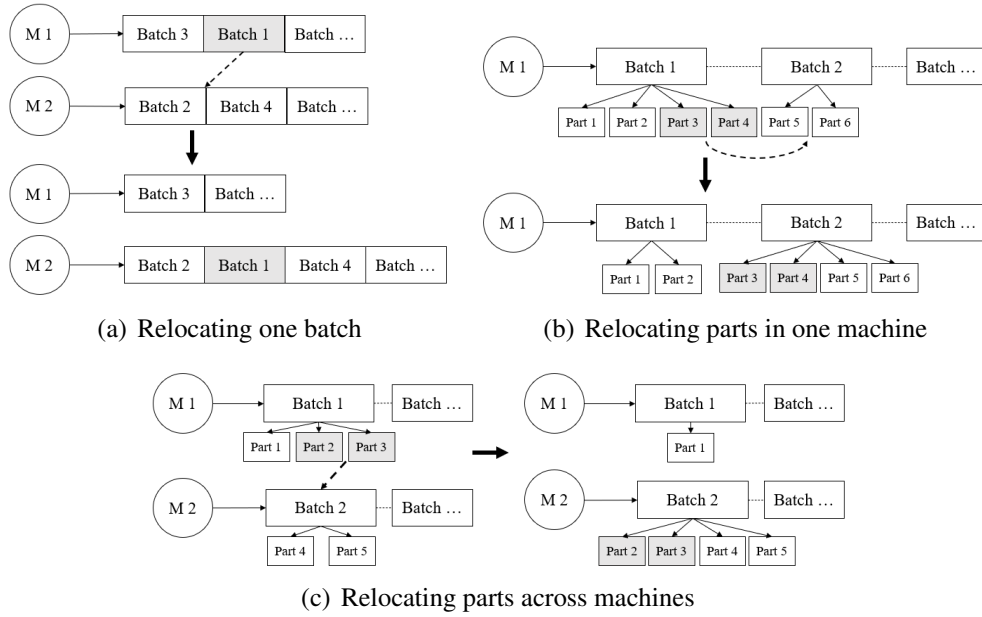 M 1 Batch 3 Batch 1 Batch …
M 2 Batch 2 Batch 4 Batch …
M 1 Batch 3 Batch …
M 2 Batch 2 Batch 1 Batch 4 Batch …
(a) Relocating one batch
M 1 Batch 1 Batch 2 Batch …
Part 1 Part 2 Part 3 Part 4 Part 5 Part 6
M 1 Batch 1 Batch 2 Batch …
Part 1 Part 2 Part 3 Part 4 Part 5 Part 6
(b) Relocating parts in one machine
M 1 Batch 1 Batch …
Part 1 Part 2 Part 3
M 2 Batch 2 Batch …
Part 4 Part 5
M 1 Batch 1 Batch …
Part 1
M 2 Batch 2 Batch …
Part 2 Part 3 Part 4 Part 5
(c) Relocating parts across machines